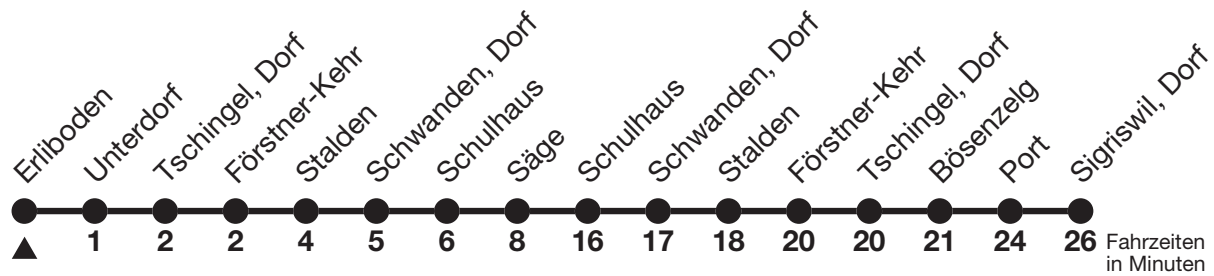 Erliboden
Unterdorf
Tschingel, Dorf
Förstner-Kehr
Stalden
Schwanden, Dorf
Schulhaus
Säge
Schulhaus
Schwanden, Dorf
Stalden
Förstner-Kehr
Tschingel, Dorf
Bösenzelg
Port
Sigriswil, Dorf
1 2 2 4 5 6 8 16 17 18 20 20 21 24 26 Fahrzeiten
in Minuten